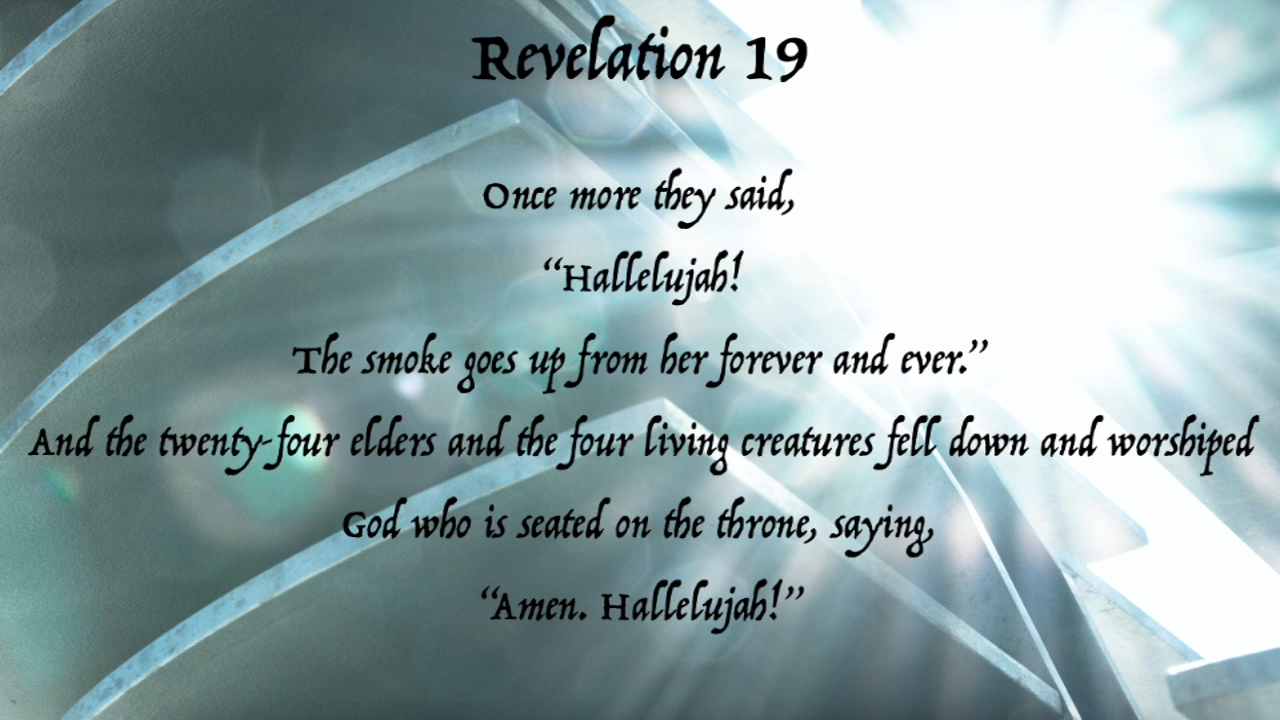 Revelation 19
Once more they said,
“Hallelujah!
The smoke goes up from her forever and ever.”
And the twenty-four elders and the four living creatures fell down and worshiped
God who is seated on the throne, saying,
“Amen. Hallelujah!”